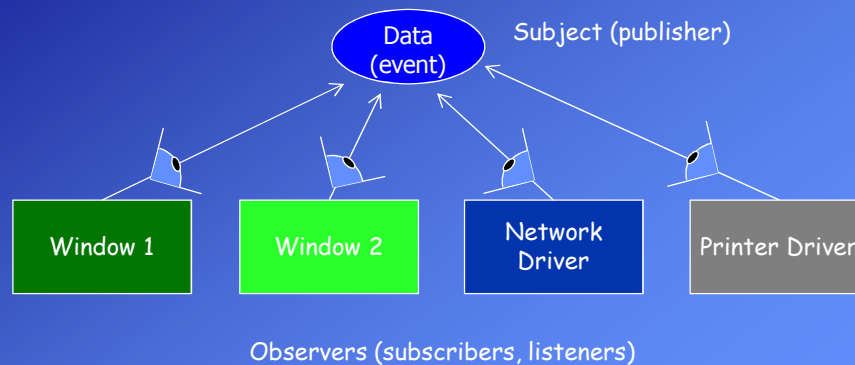 Data
(event)
Subject (publisher)
Window 1
Window 2
Network
Driver
Printer Driver
Observers (subscribers, listeners)